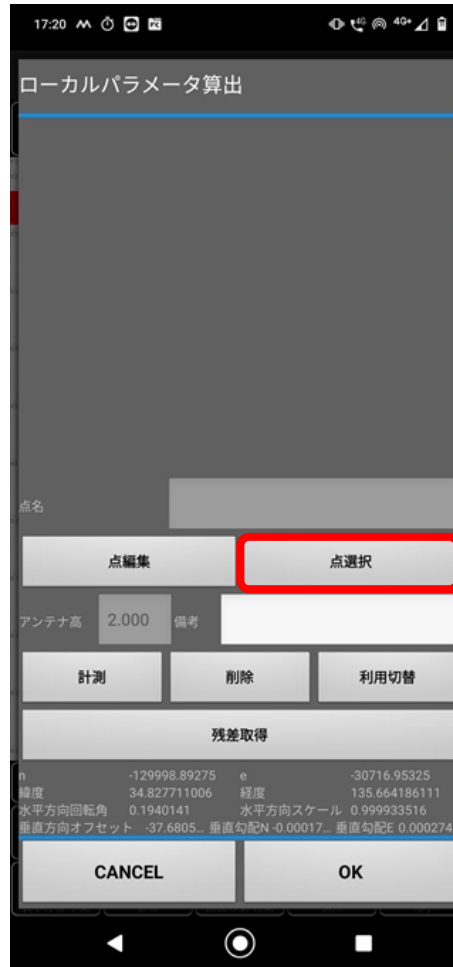 17:20 FC 4G 4G+
ローカルパラメータ算出
点名
点編集 点選択
アンテナ高 2.000 備考
計測 削除 利用切替
残差取得
n -129998.89275 e -30716.95325
緯度 34.827711006 経度 135.664186111
水平方向回転角 0.1940141 水平方向スケール 0.999933516
垂直方向オフセット -37.6805... 垂直勾配N -0.00017... 垂直勾配E 0.000274
CANCEL OK